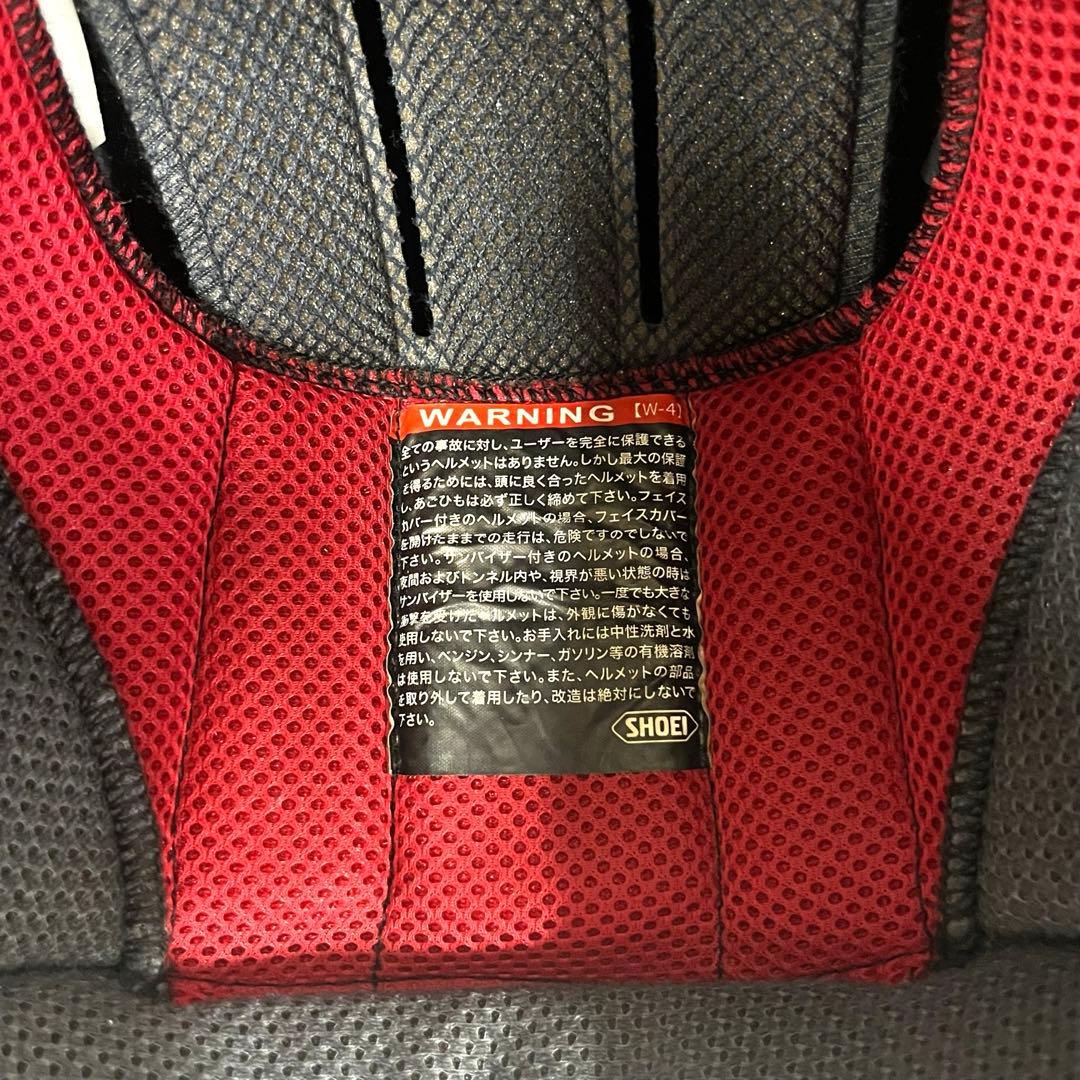 WARNING 【W-4】
全ての事故に対し、ユーザーを完全に保護できる
というヘルメットはありません。しかし最大の保護
を得るためには、頭に良く合ったヘルメットを着用
し、あごひもは必ず正しく締めて下さい。フェイス
カバー付きのヘルメットの場合、フェイスカバー
を開けたままでの走行は、危険ですのでしないで
下さい。サンバイザー付きのヘルメットの場合、
夜間およびトンネル内や、視界が悪い状態の時は
サンバイザーを使用しないで下さい。一度でも大きな
衝撃を受けたヘルメットは、外観に傷がなくても
使用しないで下さい。お手入れには中性洗剤と水
を用い、ベンジン、シンナー、ガソリン等の有機溶剤
は使用しないで下さい。また、ヘルメットの部品
を取り外して着用したり、改造は絶対にしないで
下さい。
SHOEI